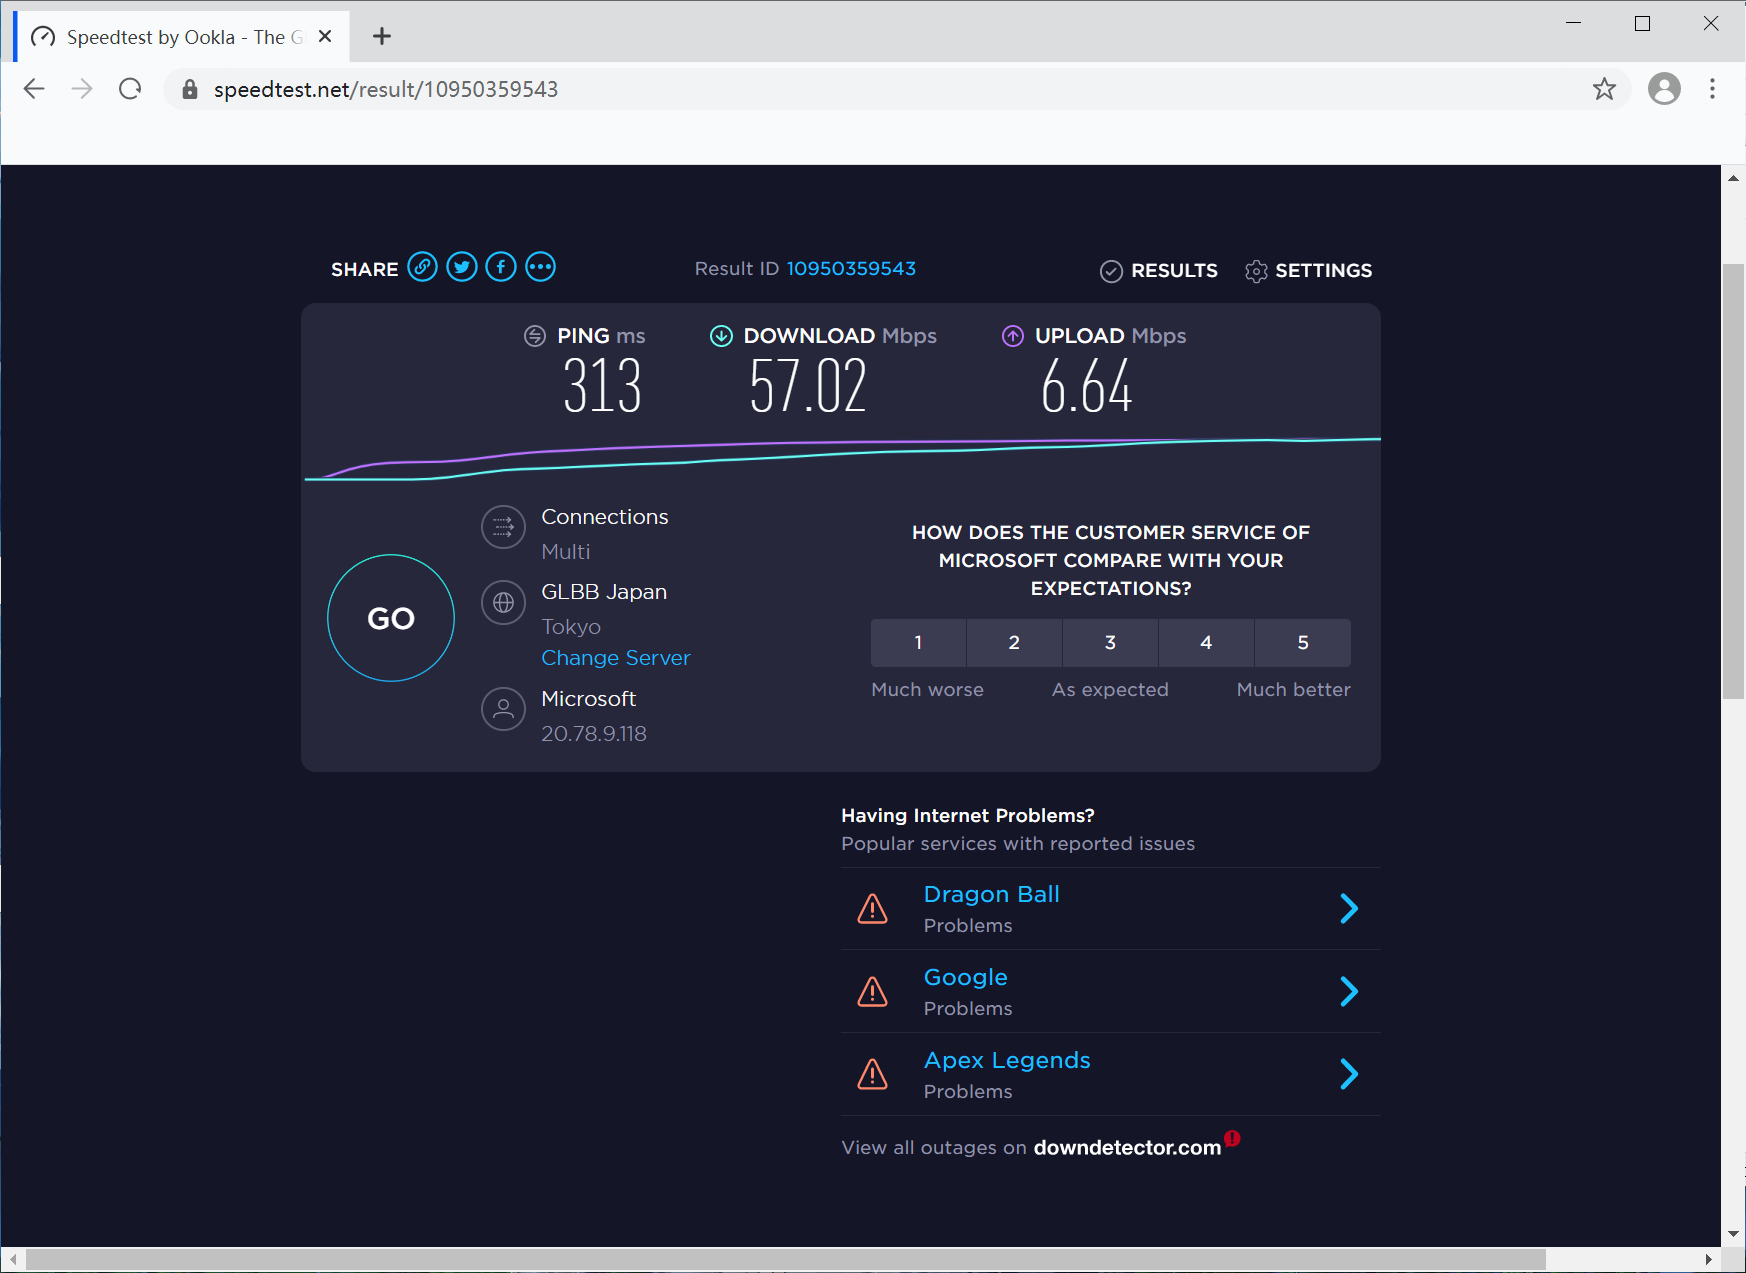 Speedtest by Ookla - The G
speedtest.net/result/10950359543
SHARE
Result ID 10950359543
RESULTS
SETTINGS
PING ms
DOWNLOAD Mbps
UPLOAD Mbps
313
57.02
6.64
Connections
Multi
GLBB Japan
Tokyo
Change Server
Microsoft
20.78.9.118
GO
HOW DOES THE CUSTOMER SERVICE OF
MICROSOFT COMPARE WITH YOUR
EXPECTATIONS?
1 2 3 4 5
Much worse As expected Much better
Having Internet Problems?
Popular services with reported issues
Dragon Ball
Problems
Google
Problems
Apex Legends
Problems
View all outages on downdetector.com